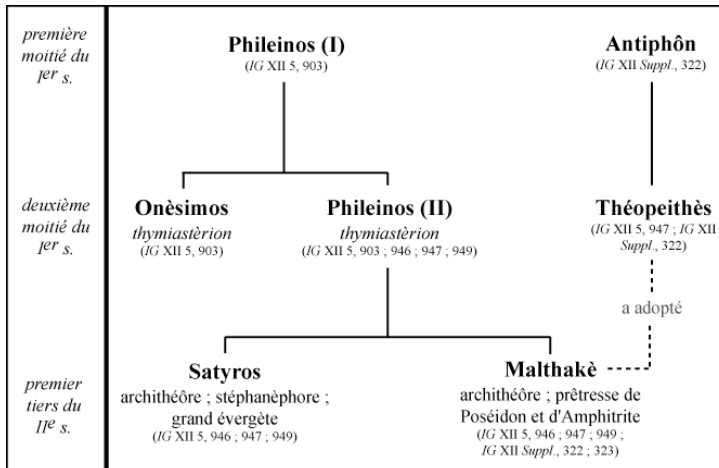 première
moitié du
Ier s.
Phileinos (I)
(IG XII 5, 903)
Antiphôn
(IG XII Suppl., 322)
deuxième
moitié du
Ier s.
Onèsimos
thymiastèrion
(IG XII 5, 903)
Phileinos (II)
thymiastèrion
(IG XII 5, 903 ; 946 ; 947 ; 949)
Théopeithès
(IG XII 5, 947 ; IG XII
Suppl., 322)
a adopté
premier
tiers du
IIe s.
Satyros
archithéôre ; stéphanèphore ;
grand évergète
(IG XII 5, 946 ; 947 ; 949)
Malthakè
archithéôre ; prêtresse de
Poséidon et d'Amphitrite
(IG XII 5, 946 ; 947 ; 949 ;
IG XII Suppl., 322 ; 323)